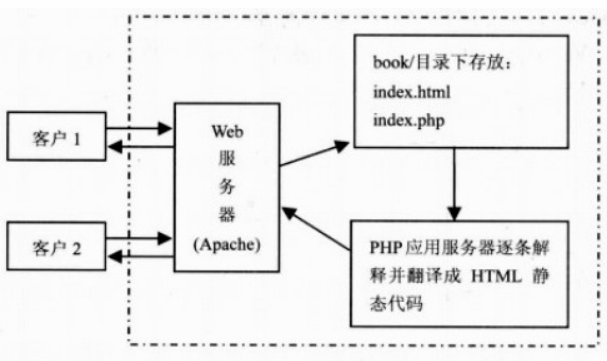 客户 1
客户 2
Web
服
务
器
(Apache)
book/目录下存放：
index.html
index.php
PHP 应用服务器逐条解
释并翻译成 HTML 静
态代码